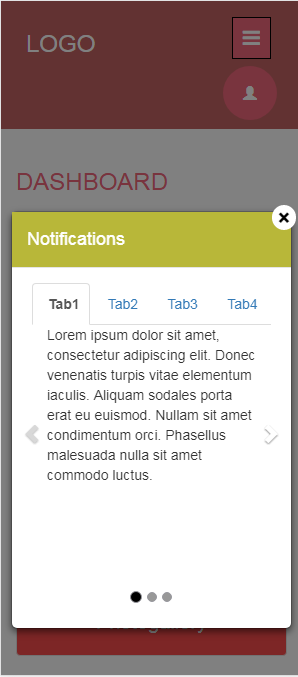 LOGO
DASHBOARD
Notifications
Tab1 Tab2 Tab3 Tab4
Lorem ipsum dolor sit amet,
consectetur adipiscing elit. Donec
venenatis turpis vitae elementum
iaculis. Aliquam sodales porta
erat eu euismod. Nullam sit amet
condimentum orci. Phasellus
malesuada nulla sit amet
commodo luctus.